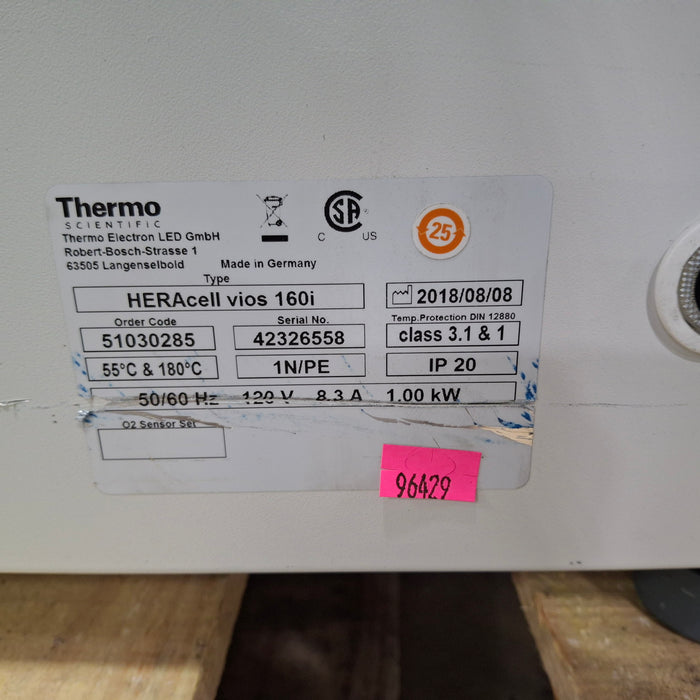 Thermo
SCIENTIFIC
Thermo Electron LED GmbH
Robert-Bosch-Strasse 1
63505 Langenselbold
Made in Germany
C SA US
25
Type
HERAcell vios 160i
2018/08/08
Order Code
51030285
Serial No.
42326558
Temp.Protection DIN 12880
class 3.1 & 1
55°C & 180°C
1N/PE
IP 20
50/60 Hz 120 V 8.3 A 1.00 kW
O2 Sensor Set
96429